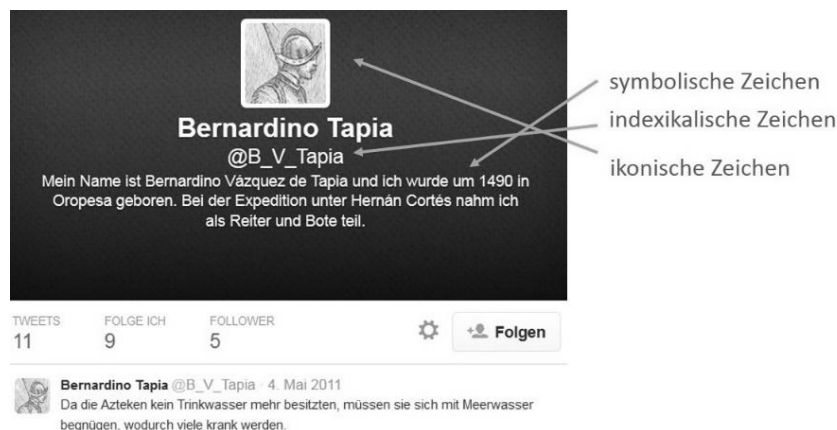 Bernardino Tapia
@B_V_Tapia
Mein Name ist Bernardino Vázquez de Tapia und ich wurde um 1490 in
Oropesa geboren. Bei der Expedition unter Hernán Cortés nahm ich
als Reiter und Bote teil.
symbolische Zeichen
indexikalische Zeichen
ikonische Zeichen
TWEETS FOLGE ICH FOLLOWER
11 9 5
Folgen
Bernardino Tapia @B_V_Tapia · 4. Mai 2011
Da die Azteken kein Trinkwasser mehr besitzten, müssen sie sich mit Meerwasser
begnügen, wodurch viele krank werden.